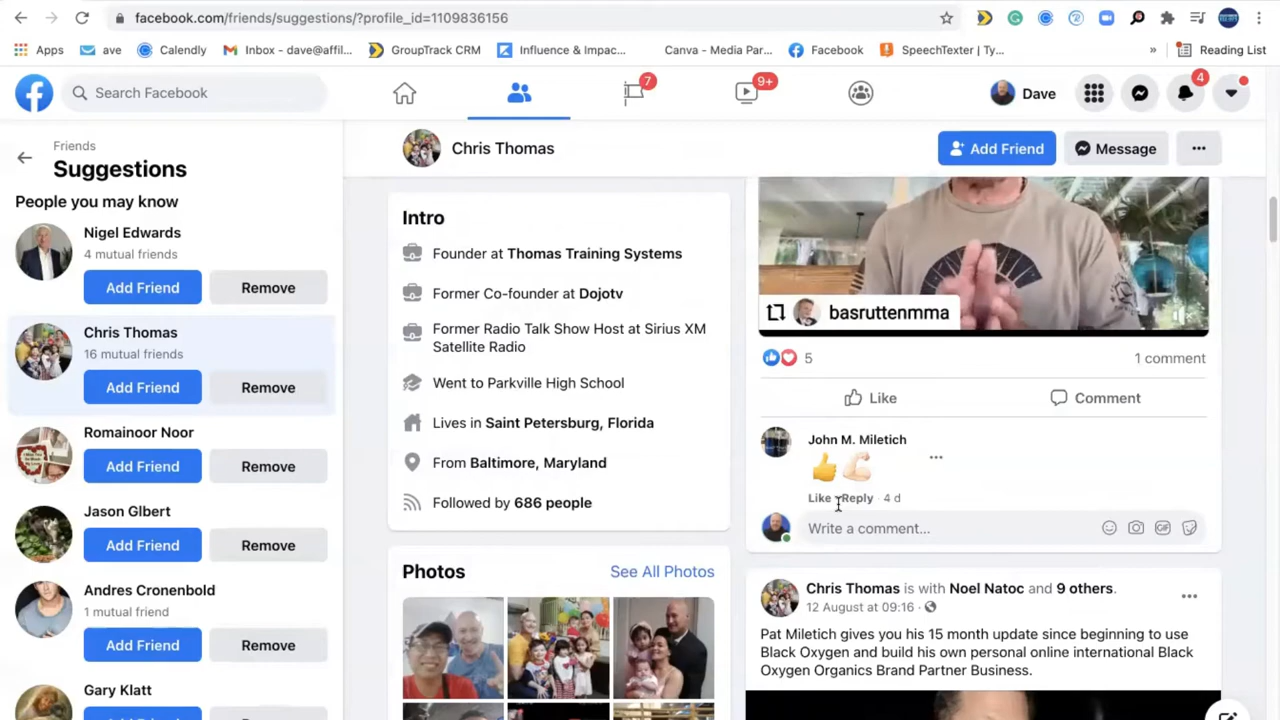 facebook.com/friends/suggestions/?profile_id=1109836156
Apps
ave
Calendly
Inbox - dave@affil...
GroupTrack CRM
Influence & Impac...
Canva - Media Par...
Facebook
SpeechTexter | Ty...
»
Reading List
Search Facebook
7
9+
Dave
4
Friends
Suggestions
People you may know
Nigel Edwards
4 mutual friends
Add Friend
Remove
Chris Thomas
16 mutual friends
Add Friend
Remove
Romainoor Noor
Add Friend
Remove
Jason Glbert
Add Friend
Remove
Andres Cronenbold
1 mutual friend
Add Friend
Remove
Gary Klatt
Chris Thomas
Add Friend
Message
Intro
Founder at Thomas Training Systems
Former Co-founder at Dojotv
Former Radio Talk Show Host at Sirius XM
Satellite Radio
Went to Parkville High School
Lives in Saint Petersburg, Florida
From Baltimore, Maryland
Followed by 686 people
Photos
See All Photos
basruttenmma
5
1 comment
Like
Comment
John M. Miletich
Like · Reply · 4 d
Write a comment...
GIF
Chris Thomas is with Noel Natoc and 9 others.
12 August at 09:16 ·
Pat Miletich gives you his 15 month update since beginning to use
Black Oxygen and build his own personal online international Black
Oxygen Organics Brand Partner Business.